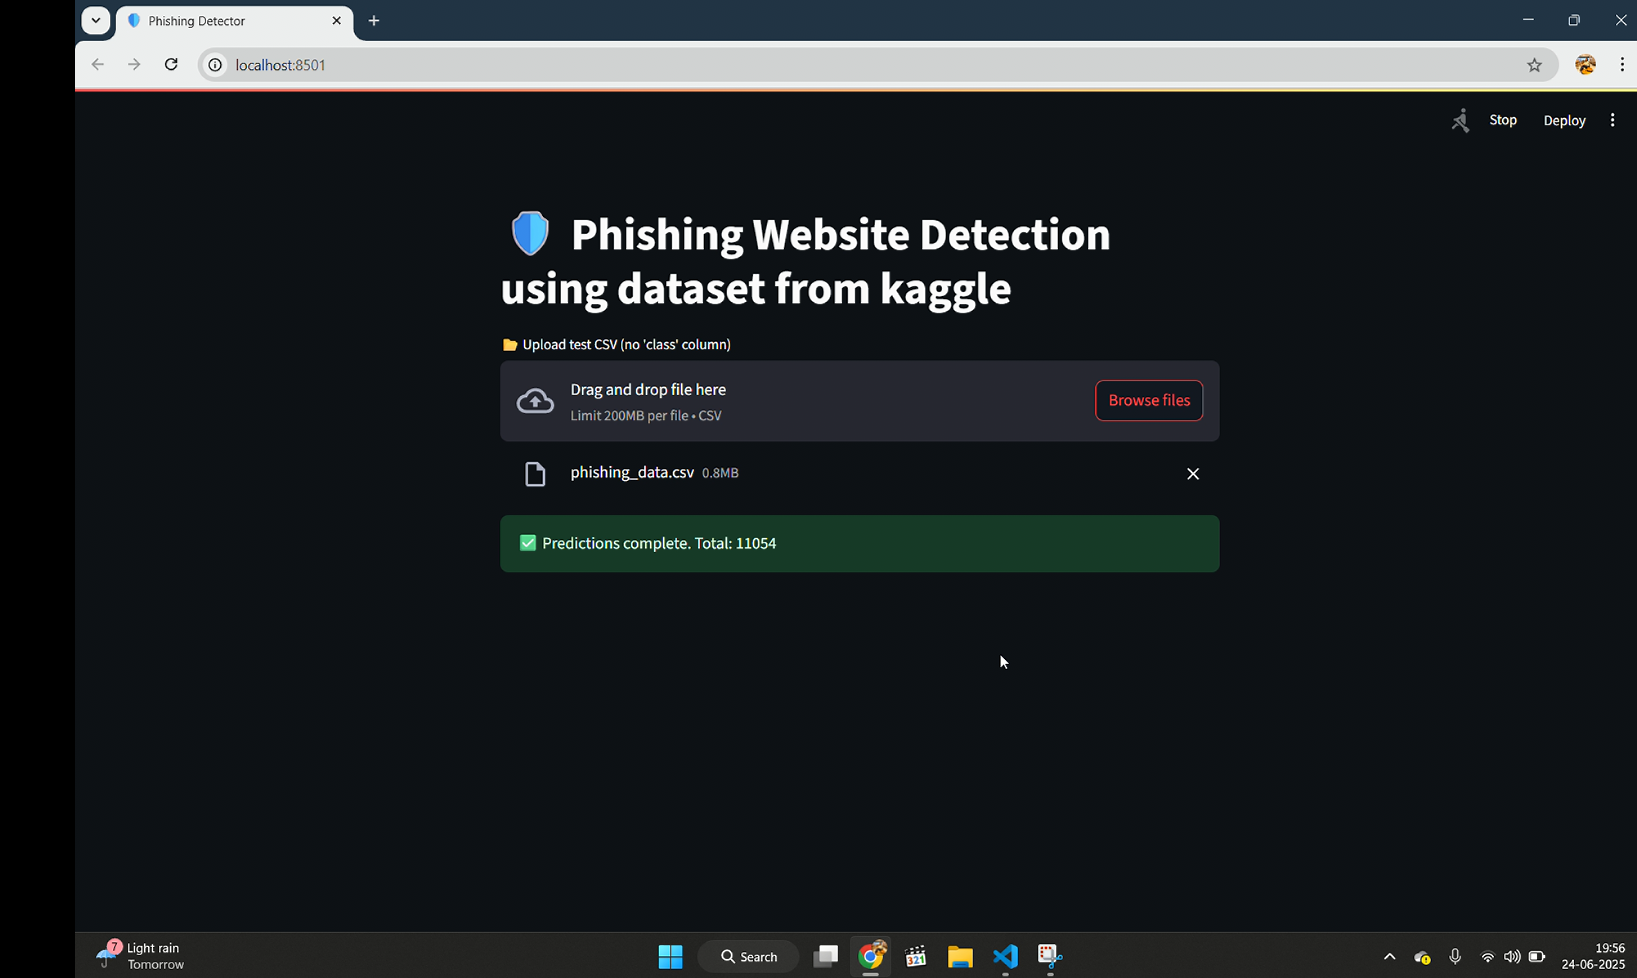 Phishing Detector
localhost:8501
Stop
Deploy
Phishing Website Detection
using dataset from kaggle
Upload test CSV (no 'class' column)
Drag and drop file here
Limit 200MB per file • CSV
Browse files
phishing_data.csv 0.8MB
Predictions complete. Total: 11054
7
Light rain
Tomorrow
Search
321
19:56
24-06-2025